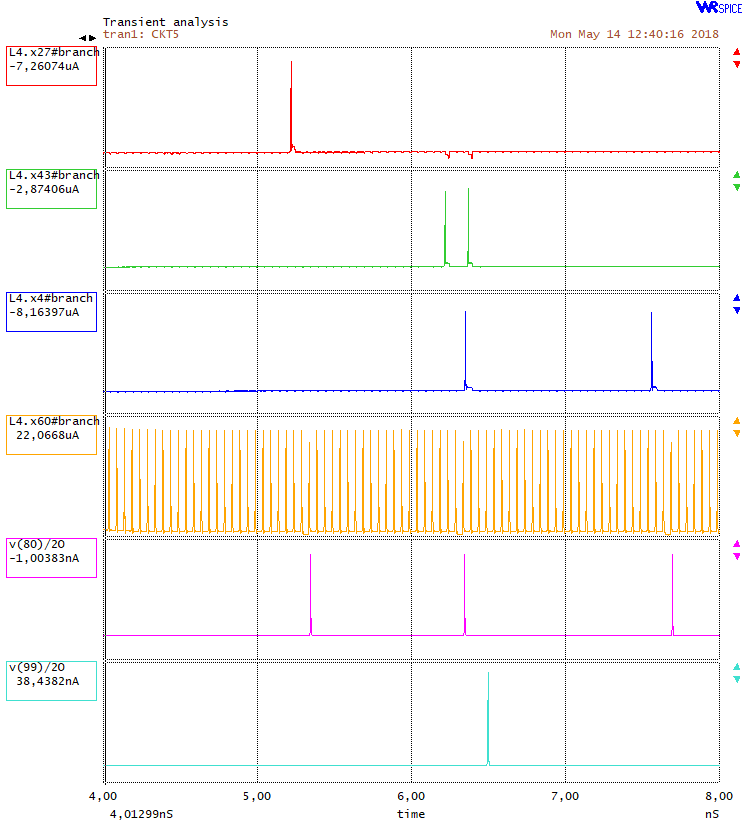 WRSPICE
Transient analysis
tran1: CKT5 Mon May 14 12:40:16 2018
L4.x27#branch
-7,26074uA
L4.x43#branch
-2,87406uA
L4.x4#branch
-8,16397uA
L4.x60#branch
22,0668uA
v(80)/20
-1,00383nA
v(99)/20
38,4382nA
4,00 5,00 6,00 7,00 8,00
4,01299nS time nS